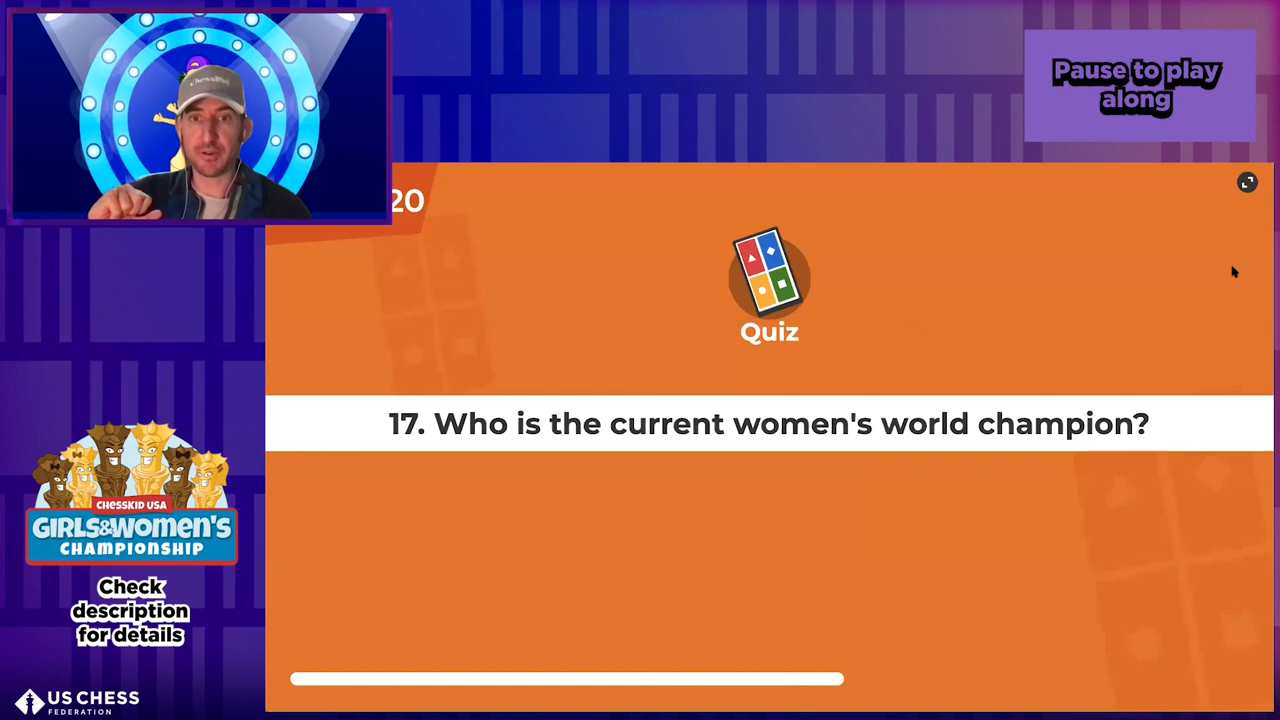 Pause to play
along
20
Quiz
17. Who is the current women's world champion?
CHESSKID USA
GIRLS&WOMEN'S
CHAMPIONSHIP
Check
description
for details
US CHESS
FEDERATION